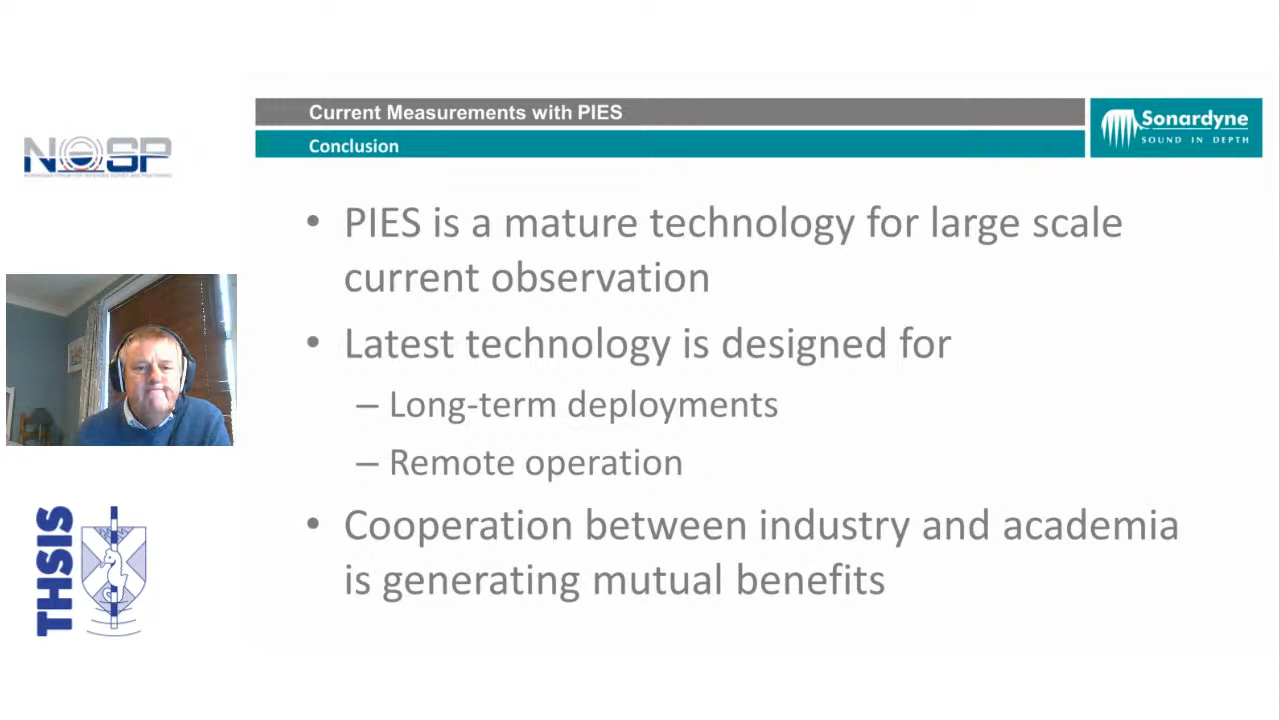 Current Measurements with PIES
Conclusion
Sonardyne
SOUND IN DEPTH
NOSP
• PIES is a mature technology for large scale
current observation
• Latest technology is designed for
– Long-term deployments
– Remote operation
• Cooperation between industry and academia
is generating mutual benefits
THSIS